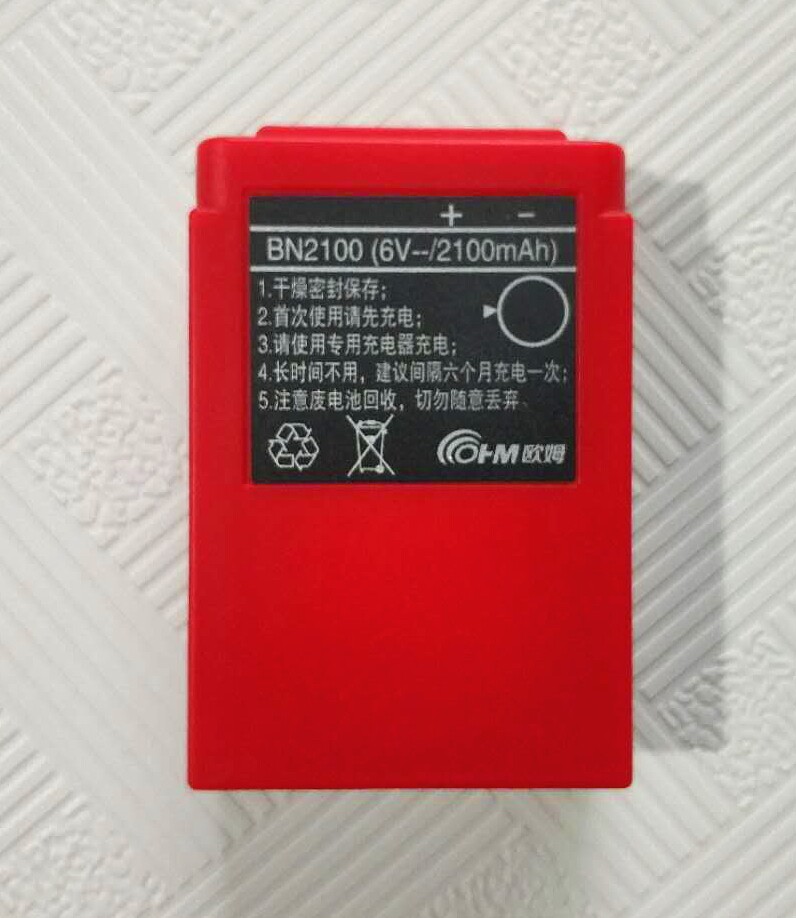 + −
BN2100 (6V--/2100mAh)
1.干燥密封保存;
2.首次使用请先充电;
3.请使用专用充电器充电;
4.长时间不用，建议间隔六个月充电一次;
5.注意废电池回收，切勿随意丢弃、
OHM欧姆